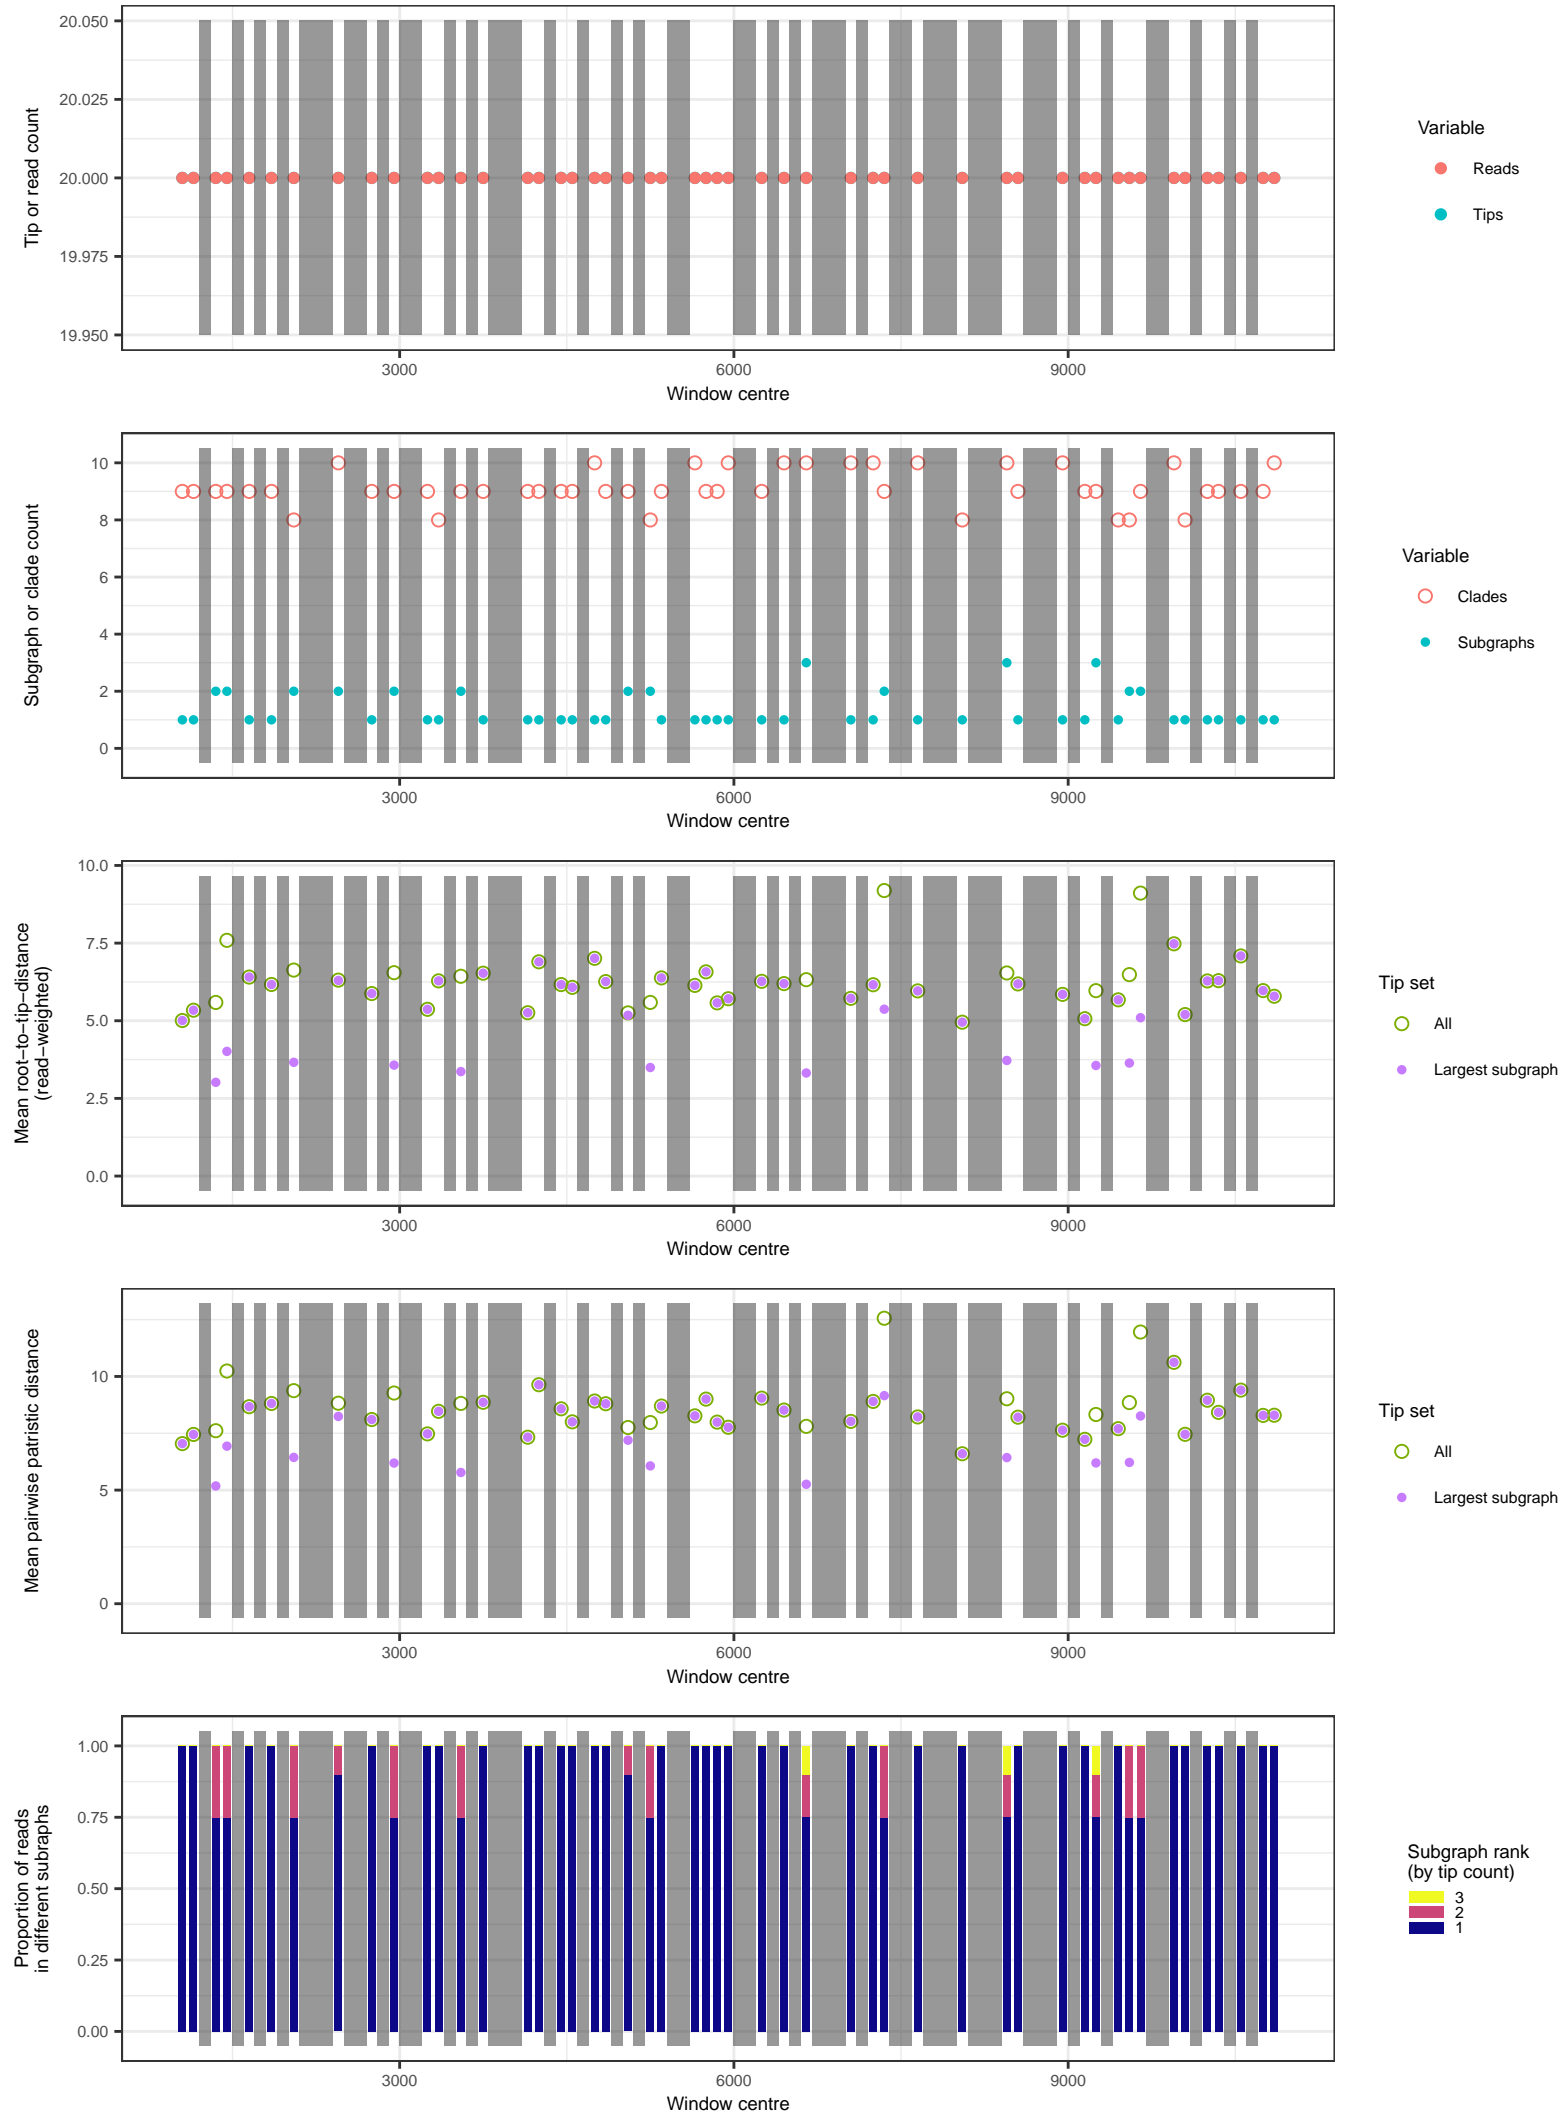 20.050
20.025
20.000
19.975
19.950
Tip or read count
3000
6000
9000
Window centre
Variable
Reads
Tips
10
8
6
4
2
0
Subgraph or clade count
3000
6000
9000
Window centre
Variable
Clades
Subgraphs
10.0
7.5
5.0
2.5
0.0
Mean root−to−tip−distance
(read−weighted)
3000
6000
9000
Window centre
Tip set
All
Largest subgraph
10
5
0
Mean pairwise patristic distance
3000
6000
9000
Window centre
Tip set
All
Largest subgraph
1.00
0.75
0.50
0.25
0.00
Proportion of reads
in different subraphs
3000
6000
9000
Window centre
Subgraph rank
(by tip count)
3
2
1